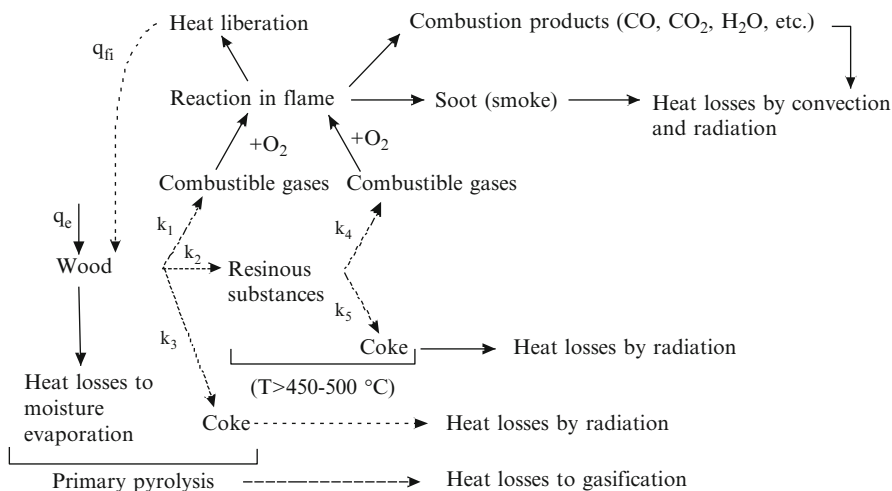 Heat liberation
Combustion products (CO, CO₂, H₂O, etc.)
q_fi
Reaction in flame
Soot (smoke)
Heat losses by convection
and radiation
+O₂
+O₂
Combustible gases
Combustible gases
q_e
k₁
k₄
k₂
Wood
Resinous
substances
k₃
k₅
Coke
Heat losses by radiation
Heat losses to
moisture
evaporation
(T>450-500 °C)
Coke
Heat losses by radiation
Primary pyrolysis
Heat losses to gasification